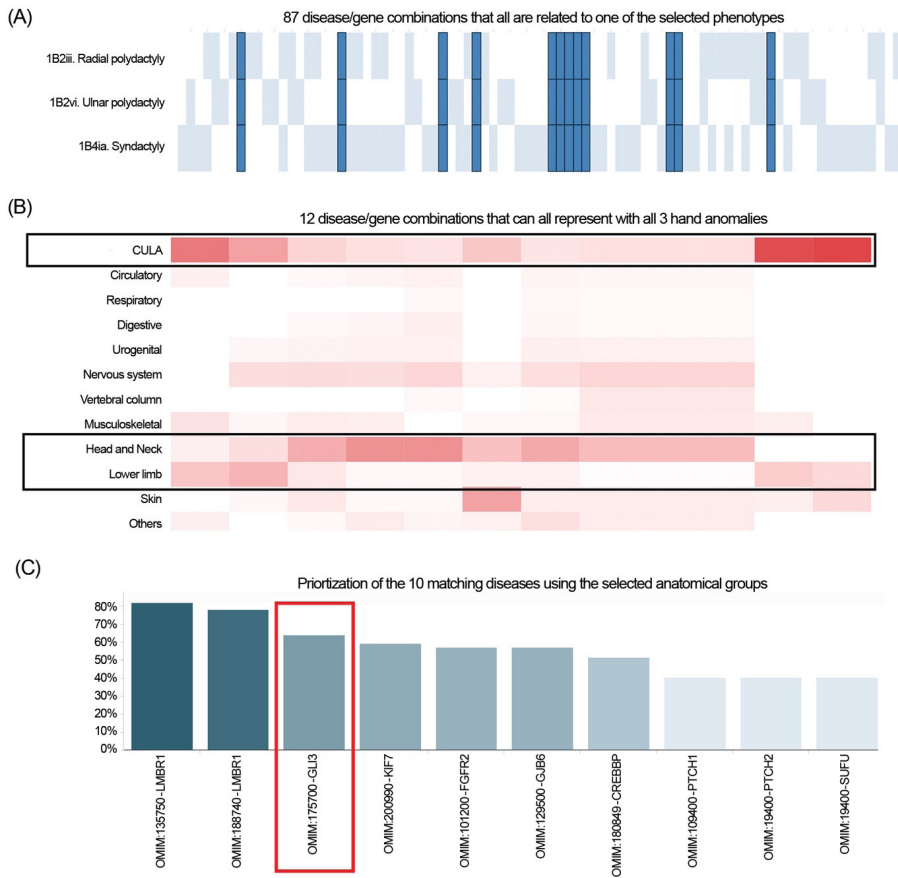 (A)
87 disease/gene combinations that all are related to one of the selected phenotypes
1B2iii. Radial polydactyly
1B2vi. Ulnar polydactyly
1B4ia. Syndactyly
(B)
12 disease/gene combinations that can all represent with all 3 hand anomalies
CULA
Circulatory
Respiratory
Digestive
Urogenital
Nervous system
Vertebral column
Musculoskeletal
Head and Neck
Lower limb
Skin
Others
(C)
Priortization of the 10 matching diseases using the selected anatomical groups
80%
70%
60%
50%
40%
30%
20%
10%
0%
OMIM:135750-LMBR1
OMIM:188740-LMBR1
OMIM:175700-GLI3
OMIM:200990-KIF7
OMIM:101200-FGFR2
OMIM:129500-GJB6
OMIM:180849-CREBBP
OMIM:109400-PTCH1
OMIM:19400-PTCH2
OMIM:19400-SUFU